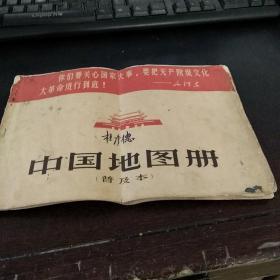 你们要关心国家大事，要把无产阶级文化
大革命进行到底！
——毛泽东
中国地图册
(普及本)